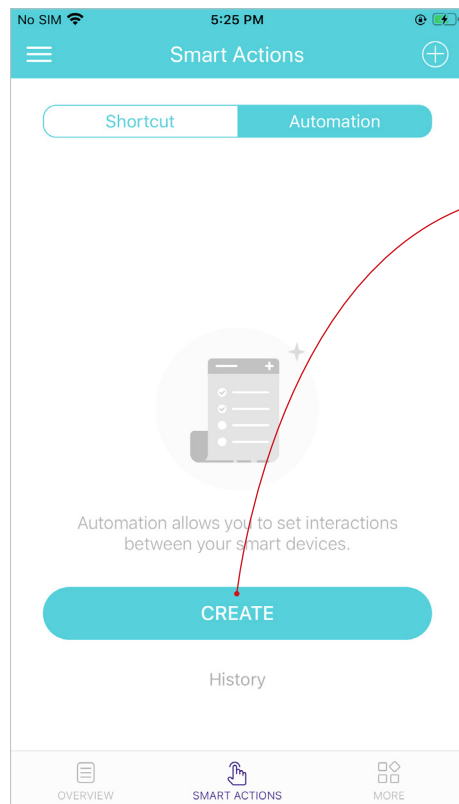 No SIM 5:25 PM
Smart Actions
Shortcut Automation
Automation allows you to set interactions
between your smart devices.
CREATE
History
OVERVIEW SMART ACTIONS MORE